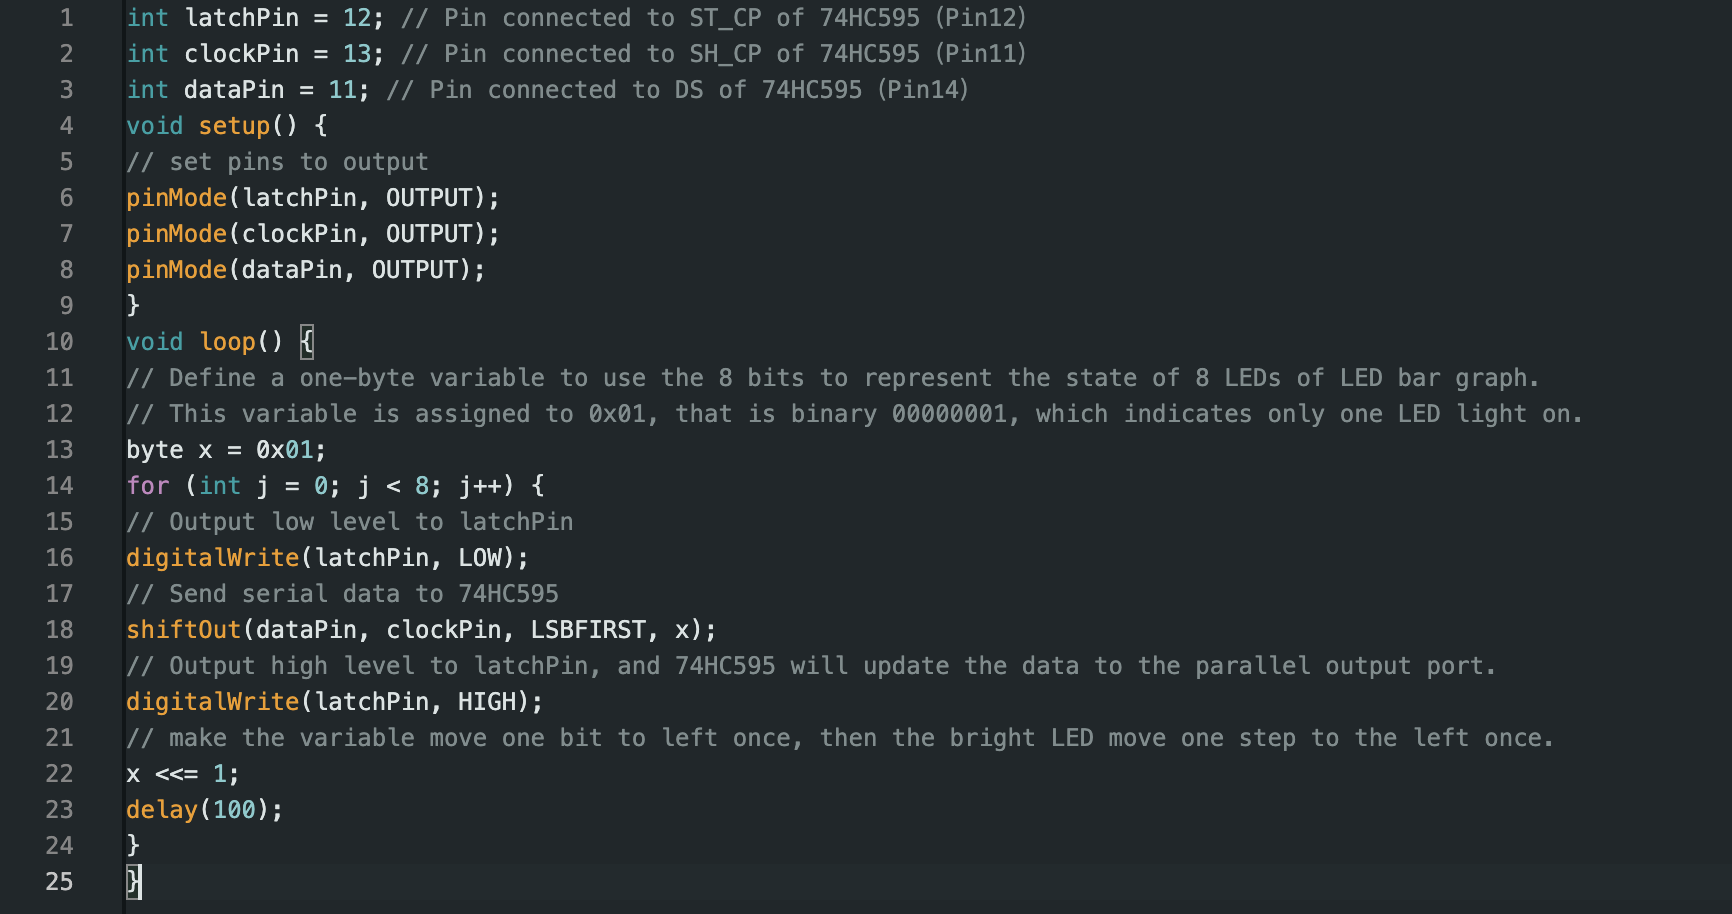 1 int latchPin = 12; // Pin connected to ST_CP of 74HC595 (Pin12)
2 int clockPin = 13; // Pin connected to SH_CP of 74HC595 (Pin11)
3 int dataPin = 11; // Pin connected to DS of 74HC595 (Pin14)
4 void setup() {
5 // set pins to output
6 pinMode(latchPin, OUTPUT);
7 pinMode(clockPin, OUTPUT);
8 pinMode(dataPin, OUTPUT);
9 }
10 void loop() {
11 // Define a one-byte variable to use the 8 bits to represent the state of 8 LEDs of LED bar graph.
12 // This variable is assigned to 0x01, that is binary 00000001, which indicates only one LED light on.
13 byte x = 0x01;
14 for (int j = 0; j < 8; j++) {
15 // Output low level to latchPin
16 digitalWrite(latchPin, LOW);
17 // Send serial data to 74HC595
18 shiftOut(dataPin, clockPin, LSBFIRST, x);
19 // Output high level to latchPin, and 74HC595 will update the data to the parallel output port.
20 digitalWrite(latchPin, HIGH);
21 // make the variable move one bit to left once, then the bright LED move one step to the left once.
22 x <<= 1;
23 delay(100);
24 }
25 }